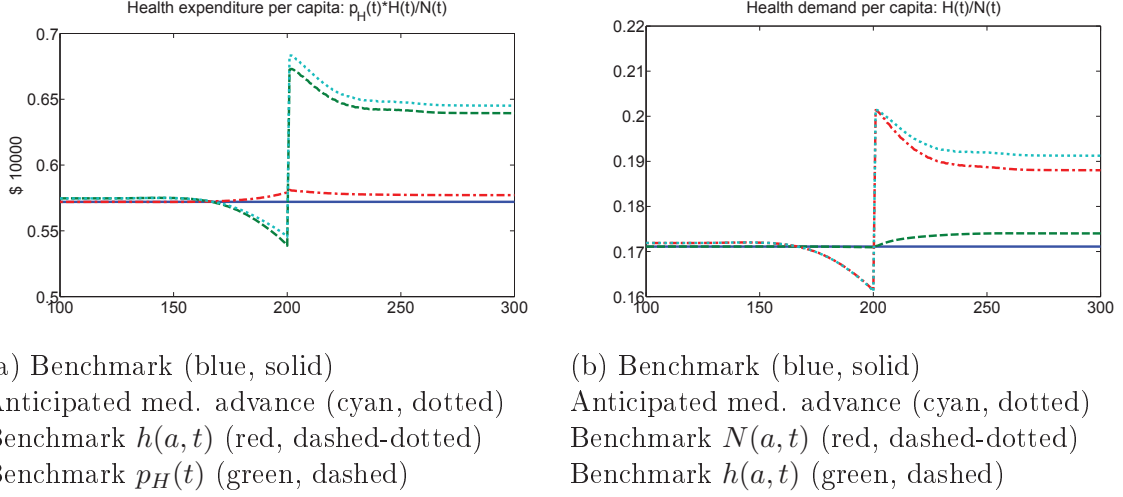 Health expenditure per capita: p_H(t)*H(t)/N(t)
0.7
0.65
0.6
0.55
0.5
$ 10000
100 150 200 250 300
Health demand per capita: H(t)/N(t)
0.22
0.21
0.2
0.19
0.18
0.17
0.16
100 150 200 250 300
a) Benchmark (blue, solid)
Anticipated med. advance (cyan, dotted)
Benchmark h(a, t) (red, dashed-dotted)
Benchmark p_H(t) (green, dashed)
(b) Benchmark (blue, solid)
Anticipated med. advance (cyan, dotted)
Benchmark N(a, t) (red, dashed-dotted)
Benchmark h(a, t) (green, dashed)